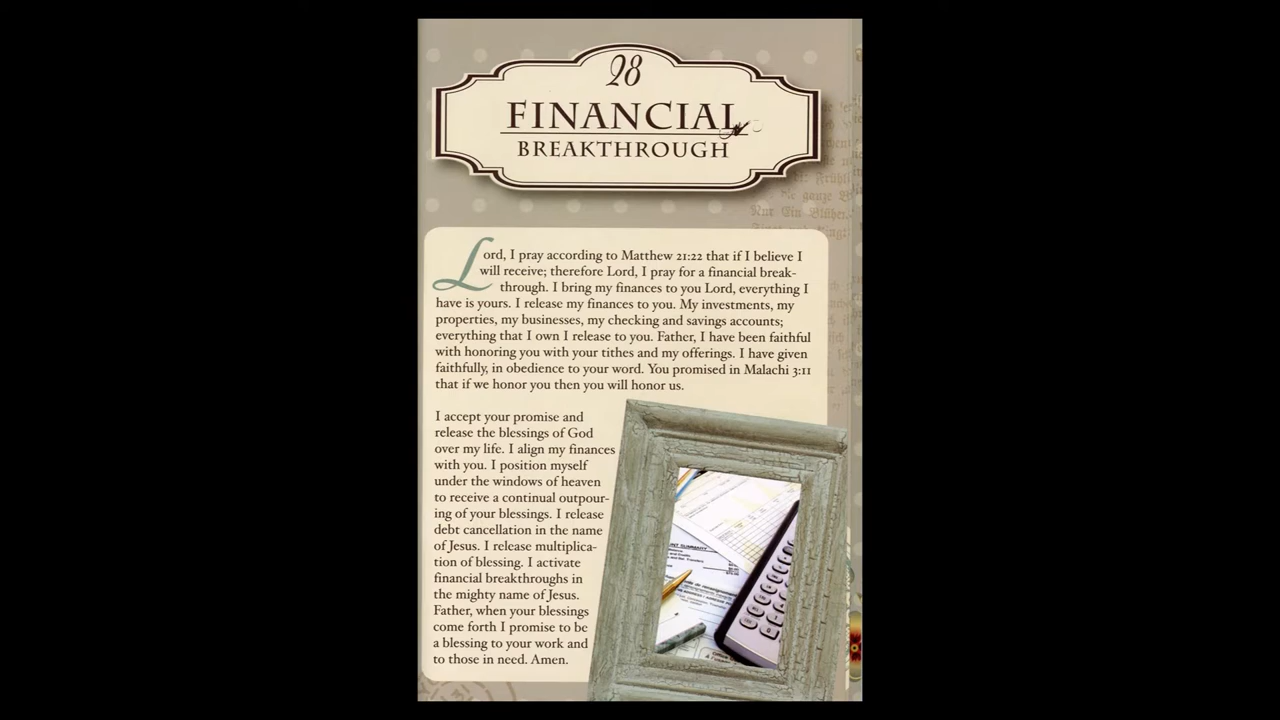 28
FINANCIAL
BREAKTHROUGH
Lord, I pray according to Matthew 21:22 that if I believe I
will receive; therefore Lord, I pray for a financial break-
through. I bring my finances to you Lord, everything I
have is yours. I release my finances to you. My investments, my
properties, my businesses, my checking and savings accounts;
everything that I own I release to you. Father, I have been faithful
with honoring you with your tithes and my offerings. I have given
faithfully, in obedience to your word. You promised in Malachi 3:11
that if we honor you then you will honor us.
I accept your promise and
release the blessings of God
over my life. I align my finances
with you. I position myself
under the windows of heaven
to receive a continual outpour-
ing of your blessings. I release
debt cancellation in the name
of Jesus. I release multiplica-
tion of blessing. I activate
financial breakthroughs in
the mighty name of Jesus.
Father, when your blessings
come forth I promise to be
a blessing to your work and
to those in need. Amen.
Nur Ein
SUMMARY